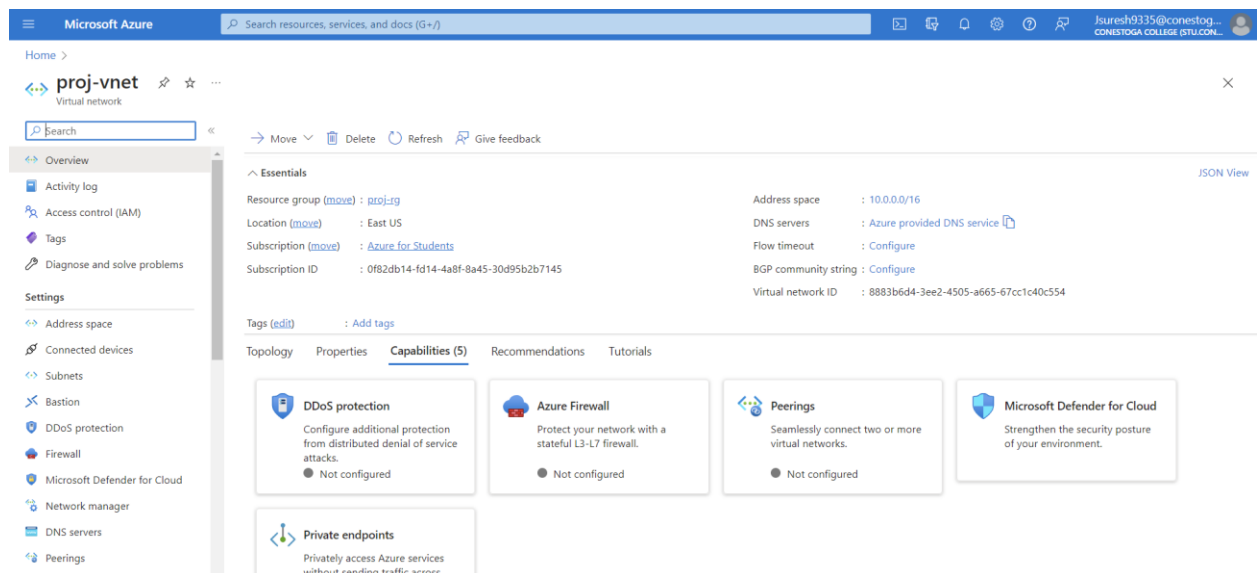 Microsoft Azure
Search resources, services, and docs (G+/)
Jsuresh9335@conestog...
CONESTOGA COLLEGE (STU.CON...
Home >
proj-vnet
Virtual network
Search
Move
Delete
Refresh
Give feedback
Overview
Activity log
Access control (IAM)
Tags
Diagnose and solve problems
Settings
Address space
Connected devices
Subnets
Bastion
DDoS protection
Firewall
Microsoft Defender for Cloud
Network manager
DNS servers
Peerings
Essentials
JSON View
Resource group (move) : proj-rg
Location (move) : East US
Subscription (move) : Azure for Students
Subscription ID : 0f82db14-fd14-4a8f-8a45-30d95b2b7145
Address space : 10.0.0.0/16
DNS servers : Azure provided DNS service
Flow timeout : Configure
BGP community string : Configure
Virtual network ID : 8883b6d4-3ee2-4505-a665-67cc1c40c554
Tags (edit) : Add tags
Topology Properties Capabilities (5) Recommendations Tutorials
DDoS protection
Configure additional protection
from distributed denial of service
attacks.
Not configured
Azure Firewall
Protect your network with a
stateful L3-L7 firewall.
Not configured
Peerings
Seamlessly connect two or more
virtual networks.
Not configured
Microsoft Defender for Cloud
Strengthen the security posture
of your environment.
Private endpoints
Privately access Azure services
without sending traffic across